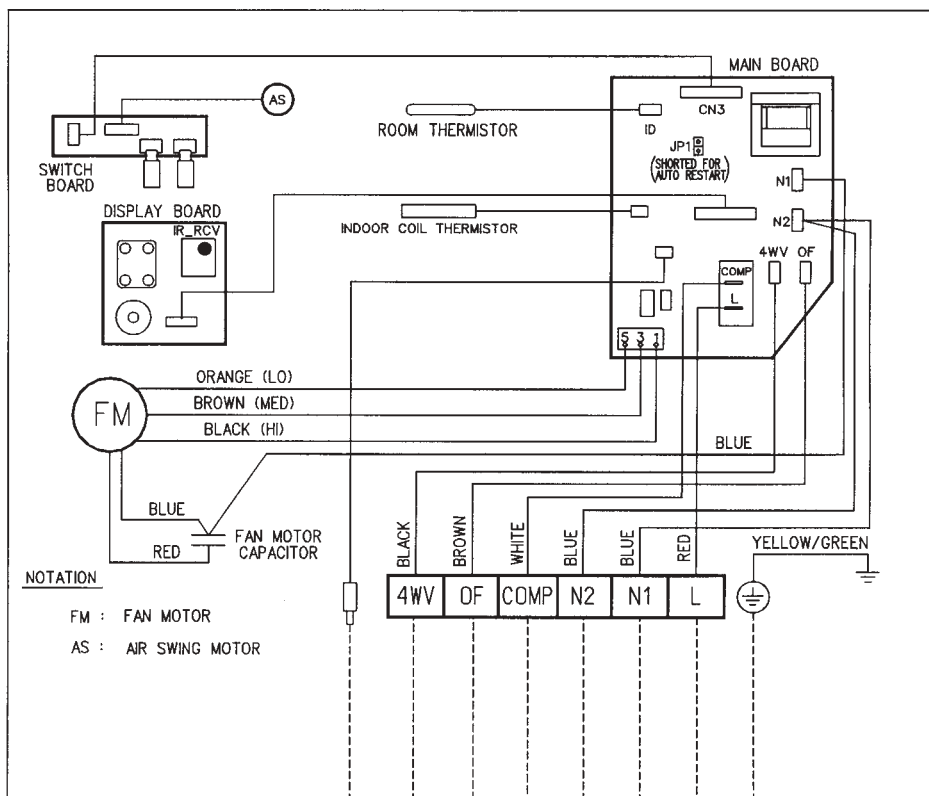 MAIN BOARD
AS
CN3
ROOM THERMISTOR
ID
SWITCH
BOARD
JP1
(SHORTED FOR
AUTO RESTART)
N1
DISPLAY BOARD
IR_RCV
INDOOR COIL THERMISTOR
N2
4WV OF
COMP
L
5 3 1
ORANGE (LO)
FM
BROWN (MED)
BLACK (HI)
BLUE
BLUE
FAN MOTOR
CAPACITOR
RED
BLACK
BROWN
WHITE
BLUE
BLUE
RED
YELLOW/GREEN
NOTATION
4WV OF COMP N2 N1 L
FM : FAN MOTOR
AS : AIR SWING MOTOR